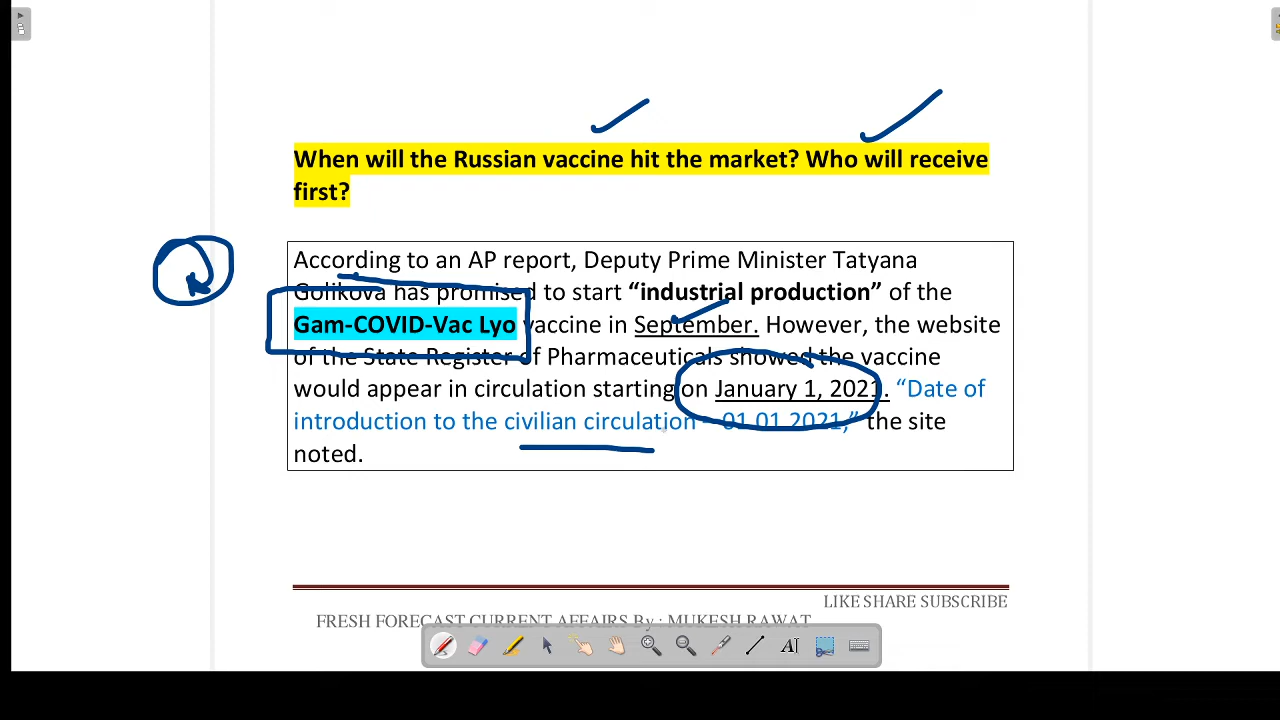 When will the Russian vaccine hit the market? Who will receive
first?
According to an AP report, Deputy Prime Minister Tatyana
Golikova has promised to start “industrial production” of the
Gam-COVID-Vac Lyo vaccine in September. However, the website
of the State Register of Pharmaceuticals showed the vaccine
would appear in circulation starting on January 1, 2021. “Date of
introduction to the civilian circulation – 01.01.2021,” the site
noted.
LIKE SHARE SUBSCRIBE
FRESH FORECAST CURRENT AFFAIRS By : MUKESH RAWAT